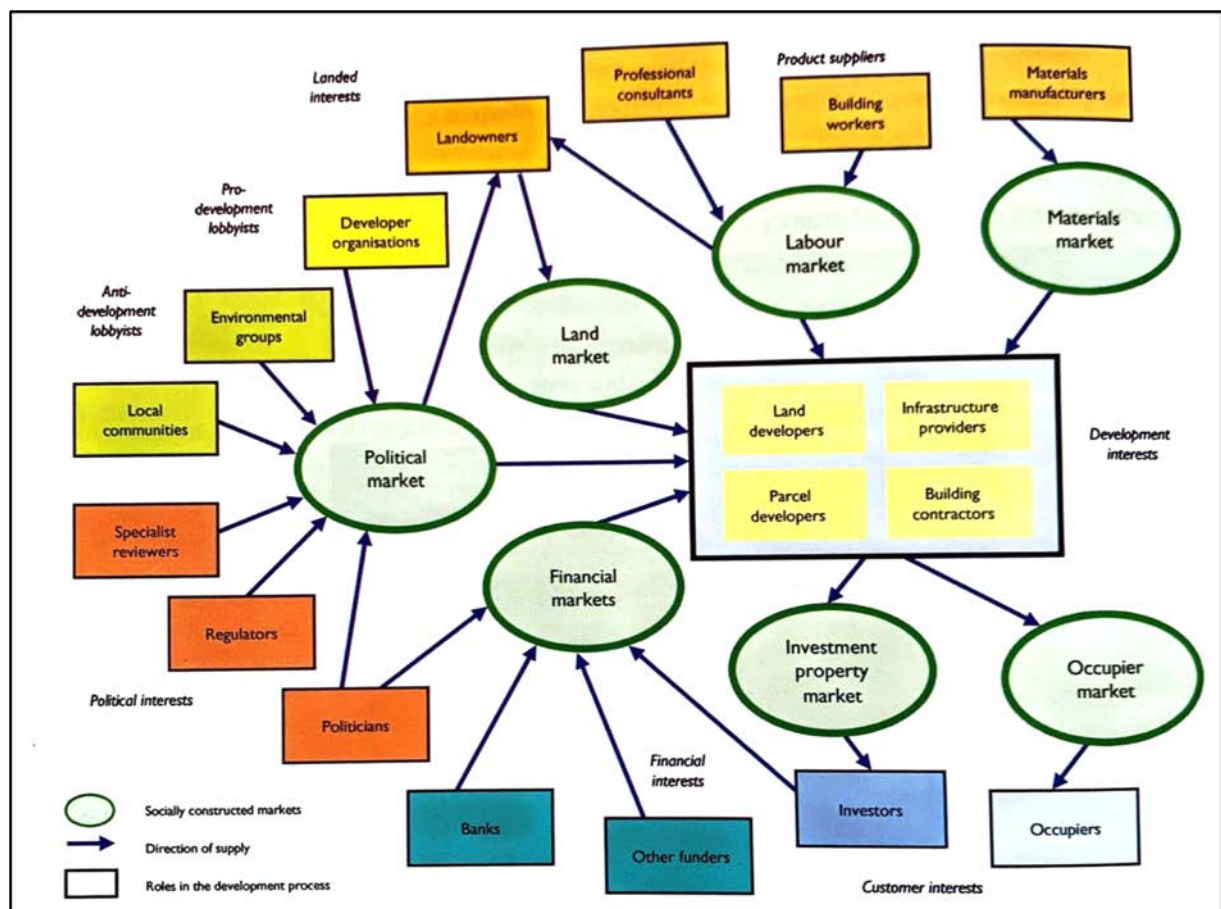 Landed
interests
Professional
consultants
Product suppliers
Building
workers
Materials
manufacturers
Landowners
Pro-
development
lobbyists
Developer
organisations
Labour
market
Materials
market
Anti-
development
lobbyists
Environmental
groups
Land
market
Local
communities
Political
market
Land
developers
Infrastructure
providers
Parcel
developers
Building
contractors
Development
interests
Specialist
reviewers
Financial
markets
Regulators
Investment
property
market
Occupier
market
Political interests
Politicians
Financial
interests
Banks
Other funders
Investors
Occupiers
Customer interests
Socially constructed markets
Direction of supply
Roles in the development process